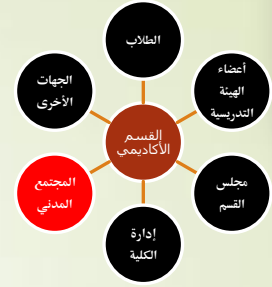 الطلاب
أعضاء
الهيئة
التدريسية
مجلس
القسم
إدارة
الكلية
المجتمع
المدني
الجهات
الأخرى
القسم
الأكاديمي